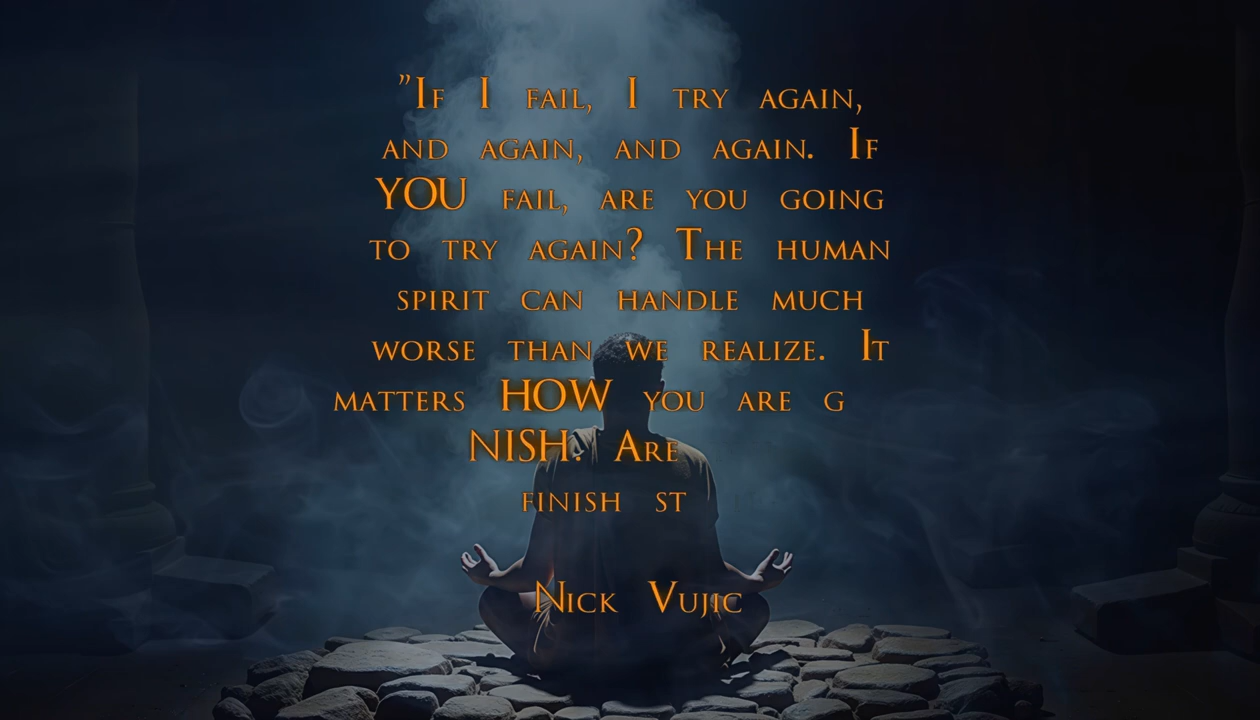 "If I fail, I try again,
and again, and again. If
YOU fail, are you going
to try again? The human
spirit can handle much
worse than we realize. It
matters HOW you are g
NISH. Are
finish st
Nick Vujic